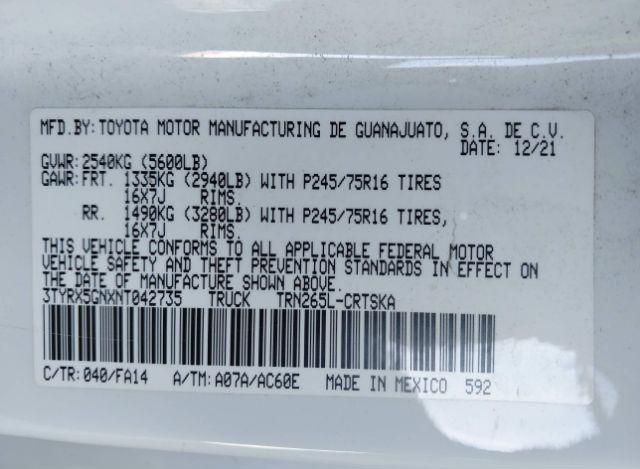 MFD.BY:TOYOTA MOTOR MANUFACTURING DE GUANAJUATO, S.A. DE C.V.
DATE: 12/21
GVWR:2540KG (5600LB)
GAWR:FRT. 1335KG (2940LB) WITH P245/75R16 TIRES
16X7J RIMS.
RR. 1490KG (3280LB) WITH P245/75R16 TIRES,
16X7J RIMS.
THIS VEHICLE CONFORMS TO ALL APPLICABLE FEDERAL MOTOR
VEHICLE SAFETY AND THEFT PREVENTION STANDARDS IN EFFECT ON
THE DATE OF MANUFACTURE SHOWN ABOVE.
3TYRX5GNXNT042735 TRUCK TRN265L-CRTSKA
C/TR:040/FA14 A/TM:A07A/AC60E MADE IN MEXICO 592